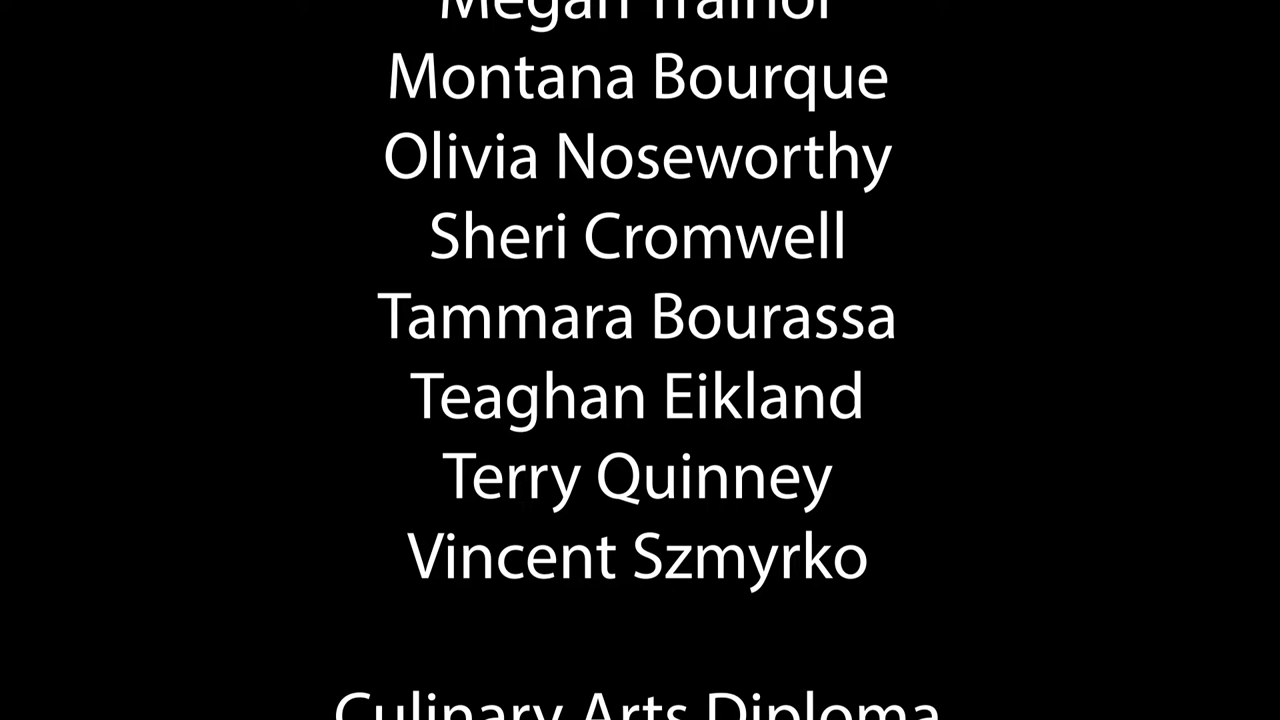 Megan Trainor
Montana Bourque
Olivia Noseworthy
Sheri Cromwell
Tammara Bourassa
Teaghan Eikland
Terry Quinney
Vincent Szmyrko
Culinary Arts Diploma